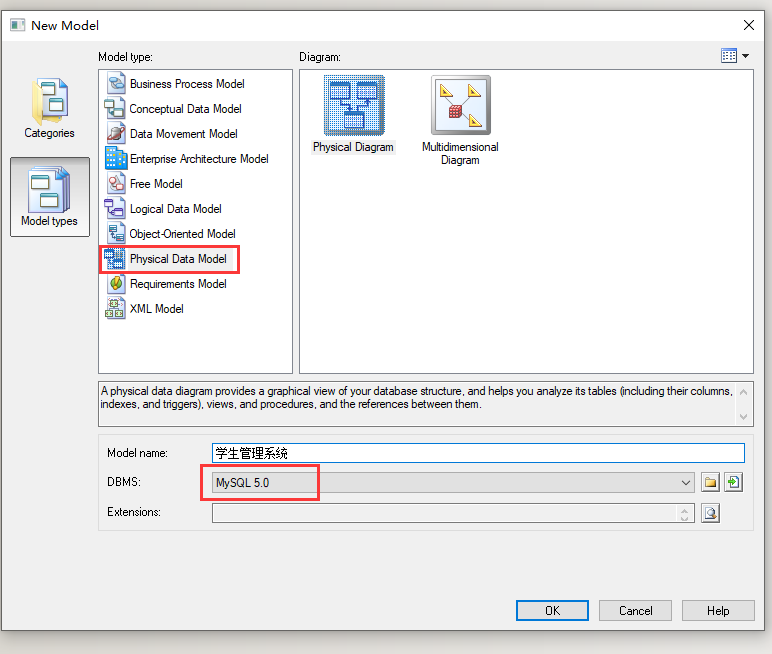 New Model
Model type:
Diagram:
Categories
Model types
Business Process Model
Conceptual Data Model
Data Movement Model
Enterprise Architecture Model
Free Model
Logical Data Model
Object-Oriented Model
Physical Data Model
Requirements Model
XML Model
Physical Diagram
Multidimensional
Diagram
A physical data diagram provides a graphical view of your database structure, and helps you analyze its tables (including their columns,
indexes, and triggers), views, and procedures, and the references between them.
Model name:
学生管理系统
DBMS:
MySQL 5.0
Extensions:
OK
Cancel
Help